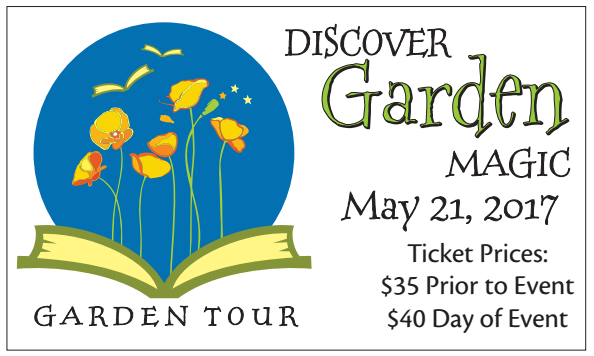 DISCOVER
Garden
MAGIC
May 21, 2017
Ticket Prices:
$35 Prior to Event
$40 Day of Event
GARDEN TOUR